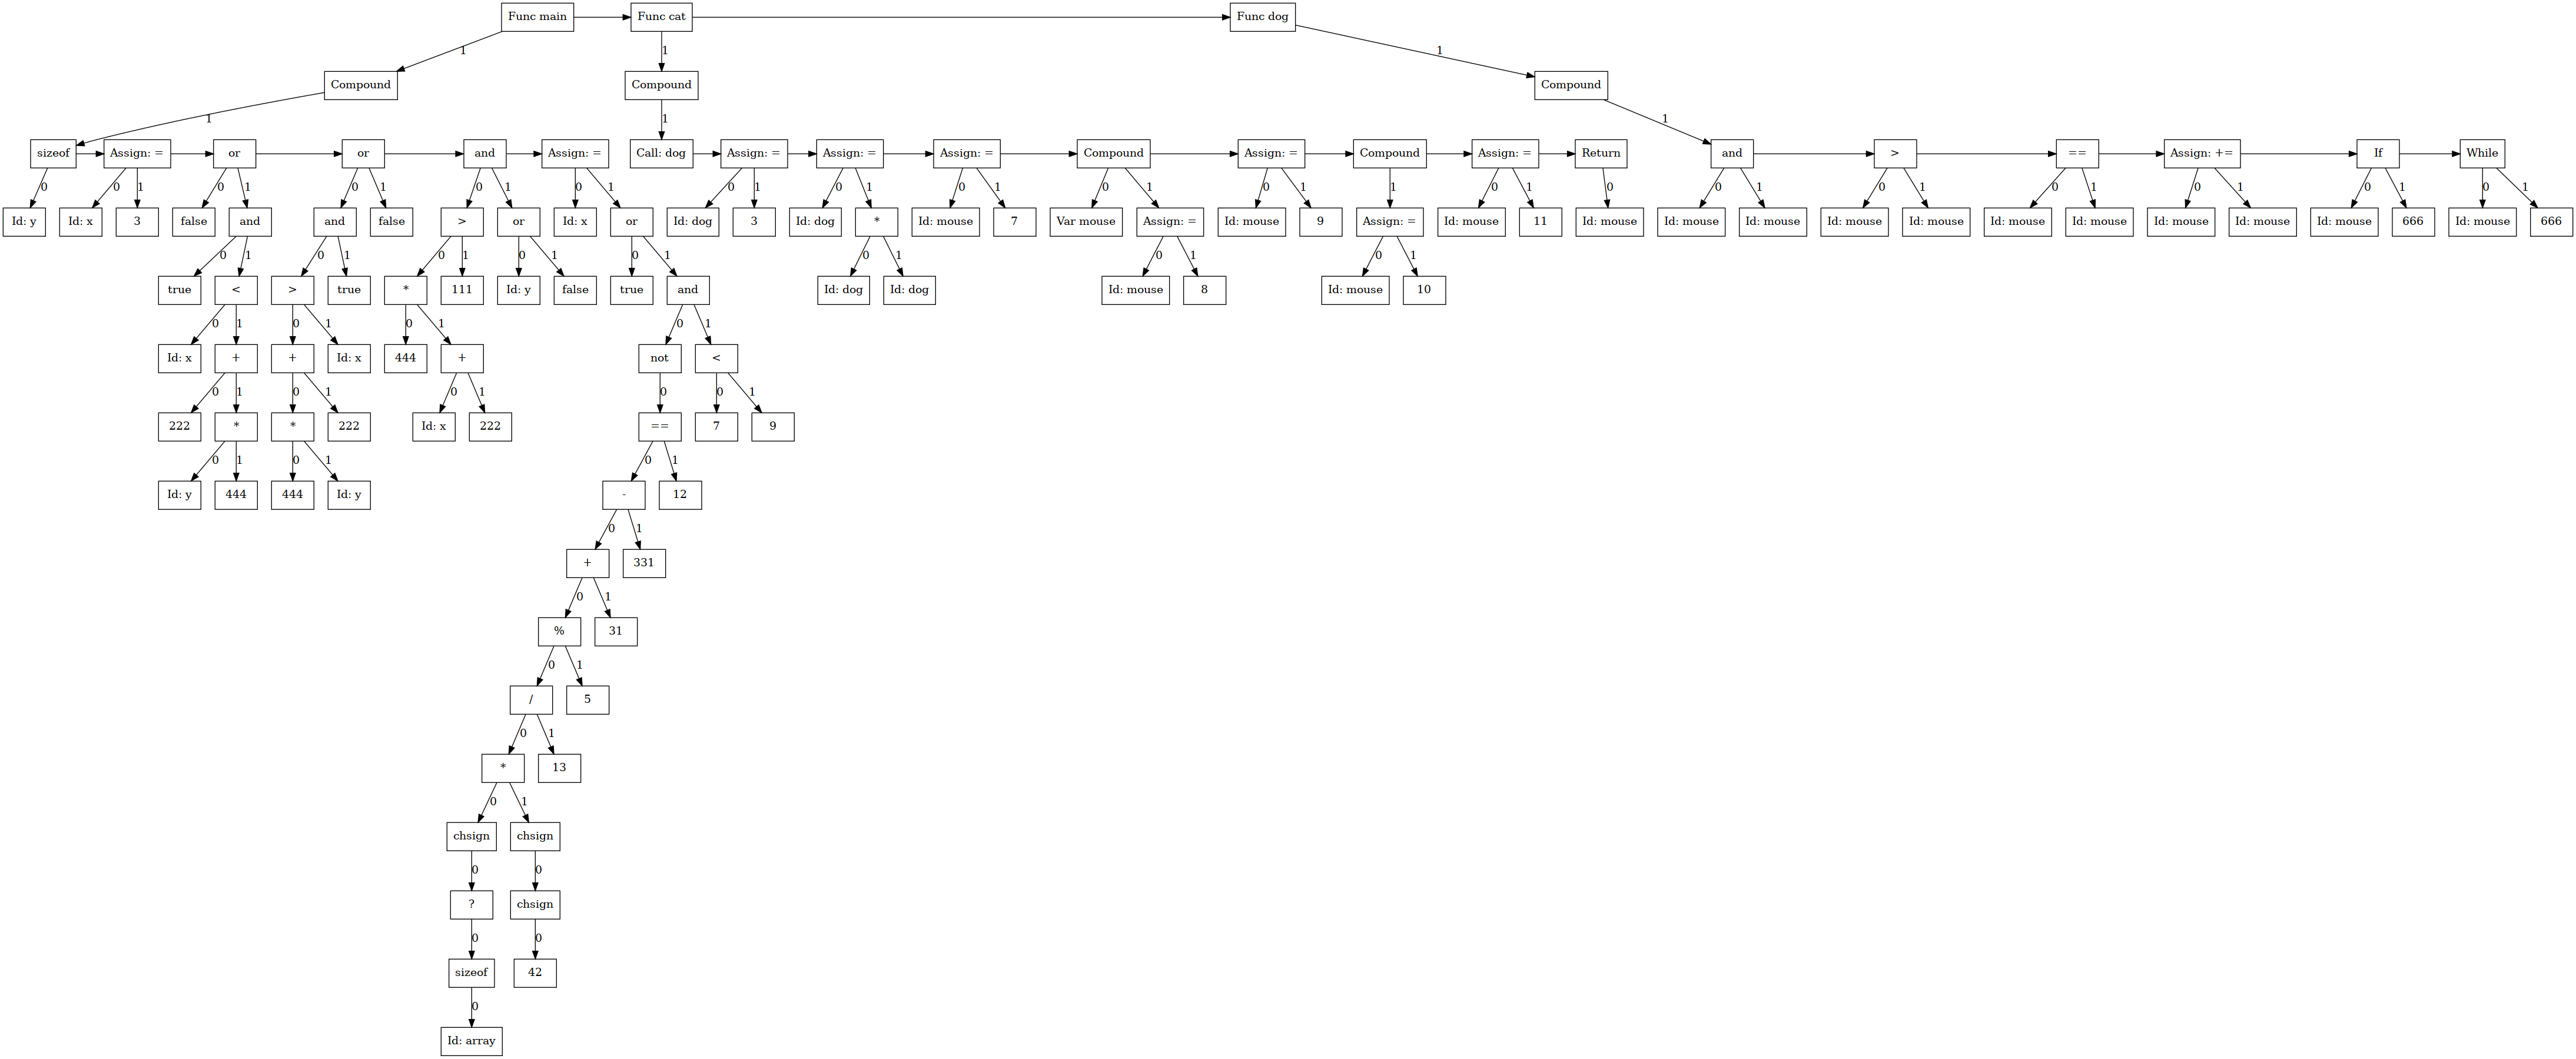 Func main Func cat Func dog
1 1 1
Compound Compound Compound
1 1 1
sizeof Assign: = or or and Assign: = Call: dog Assign: = Assign: = Assign: = Compound Assign: = Compound Assign: = Return and > == Assign: += If While
0 0 1 0 1 0 1 0 1 0 1 0 1 0 1 0 1 0 1 0 1 1 0 1 0 0 1 0 1 0 1 0 1 0 1 0 1
Id: y Id: x 3 false and and false > or Id: x or Id: dog 3 Id: dog * Id: mouse 7 Var mouse Assign: = Id: mouse 9 Assign: = Id: mouse 11 Id: mouse Id: mouse Id: mouse Id: mouse Id: mouse Id: mouse Id: mouse Id: mouse Id: mouse Id: mouse 666 Id: mouse 666
0 1 0 1 0 1 0 1 0 1 0 1 0 1 0 1
true < > true * 111 Id: y false true and Id: dog Id: dog Id: mouse 8 Id: mouse 10
0 1 0 1 0 1 0 1
Id: x + + Id: x 444 + not <
0 1 0 1 0 1 0 0 1
222 * * 222 Id: x 222 == 7 9
0 1 0 1 0 1
Id: y 444 444 Id: y - 12
0 1
+ 331
0 1
% 31
0 1
/ 5
0 1
* 13
0 1
chsign chsign
0 0
? chsign
0 0
sizeof 42
0
Id: array